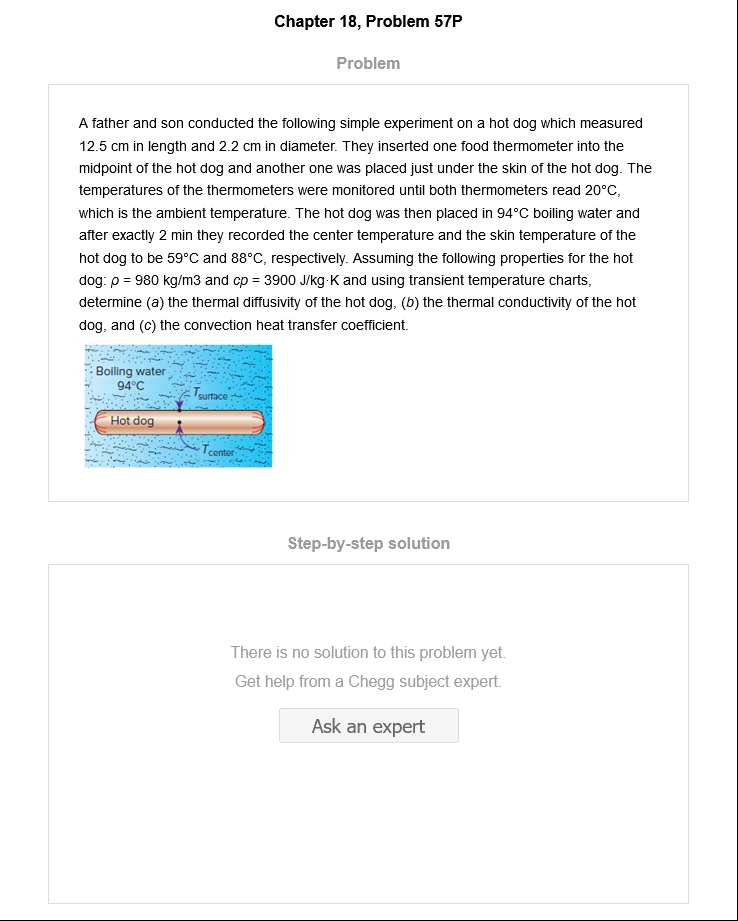 Chapter 18, Problem 57P
Problem
A father and son conducted the following simple experiment on a hot dog which measured
12.5 cm in length and 2.2 cm in diameter. They inserted one food thermometer into the
midpoint of the hot dog and another one was placed just under the skin of the hot dog. The
temperatures of the thermometers were monitored until both thermometers read 20°C,
which is the ambient temperature. The hot dog was then placed in 94°C boiling water and
after exactly 2 min they recorded the center temperature and the skin temperature of the
hot dog to be 59°C and 88°C, respectively. Assuming the following properties for the hot
dog: ρ = 980 kg/m3 and cp = 3900 J/kg·K and using transient temperature charts,
determine (a) the thermal diffusivity of the hot dog, (b) the thermal conductivity of the hot
dog, and (c) the convection heat transfer coefficient.
Boiling water
94°C
Tsurface
Hot dog
Tcenter
Step-by-step solution
There is no solution to this problem yet.
Get help from a Chegg subject expert.
Ask an expert